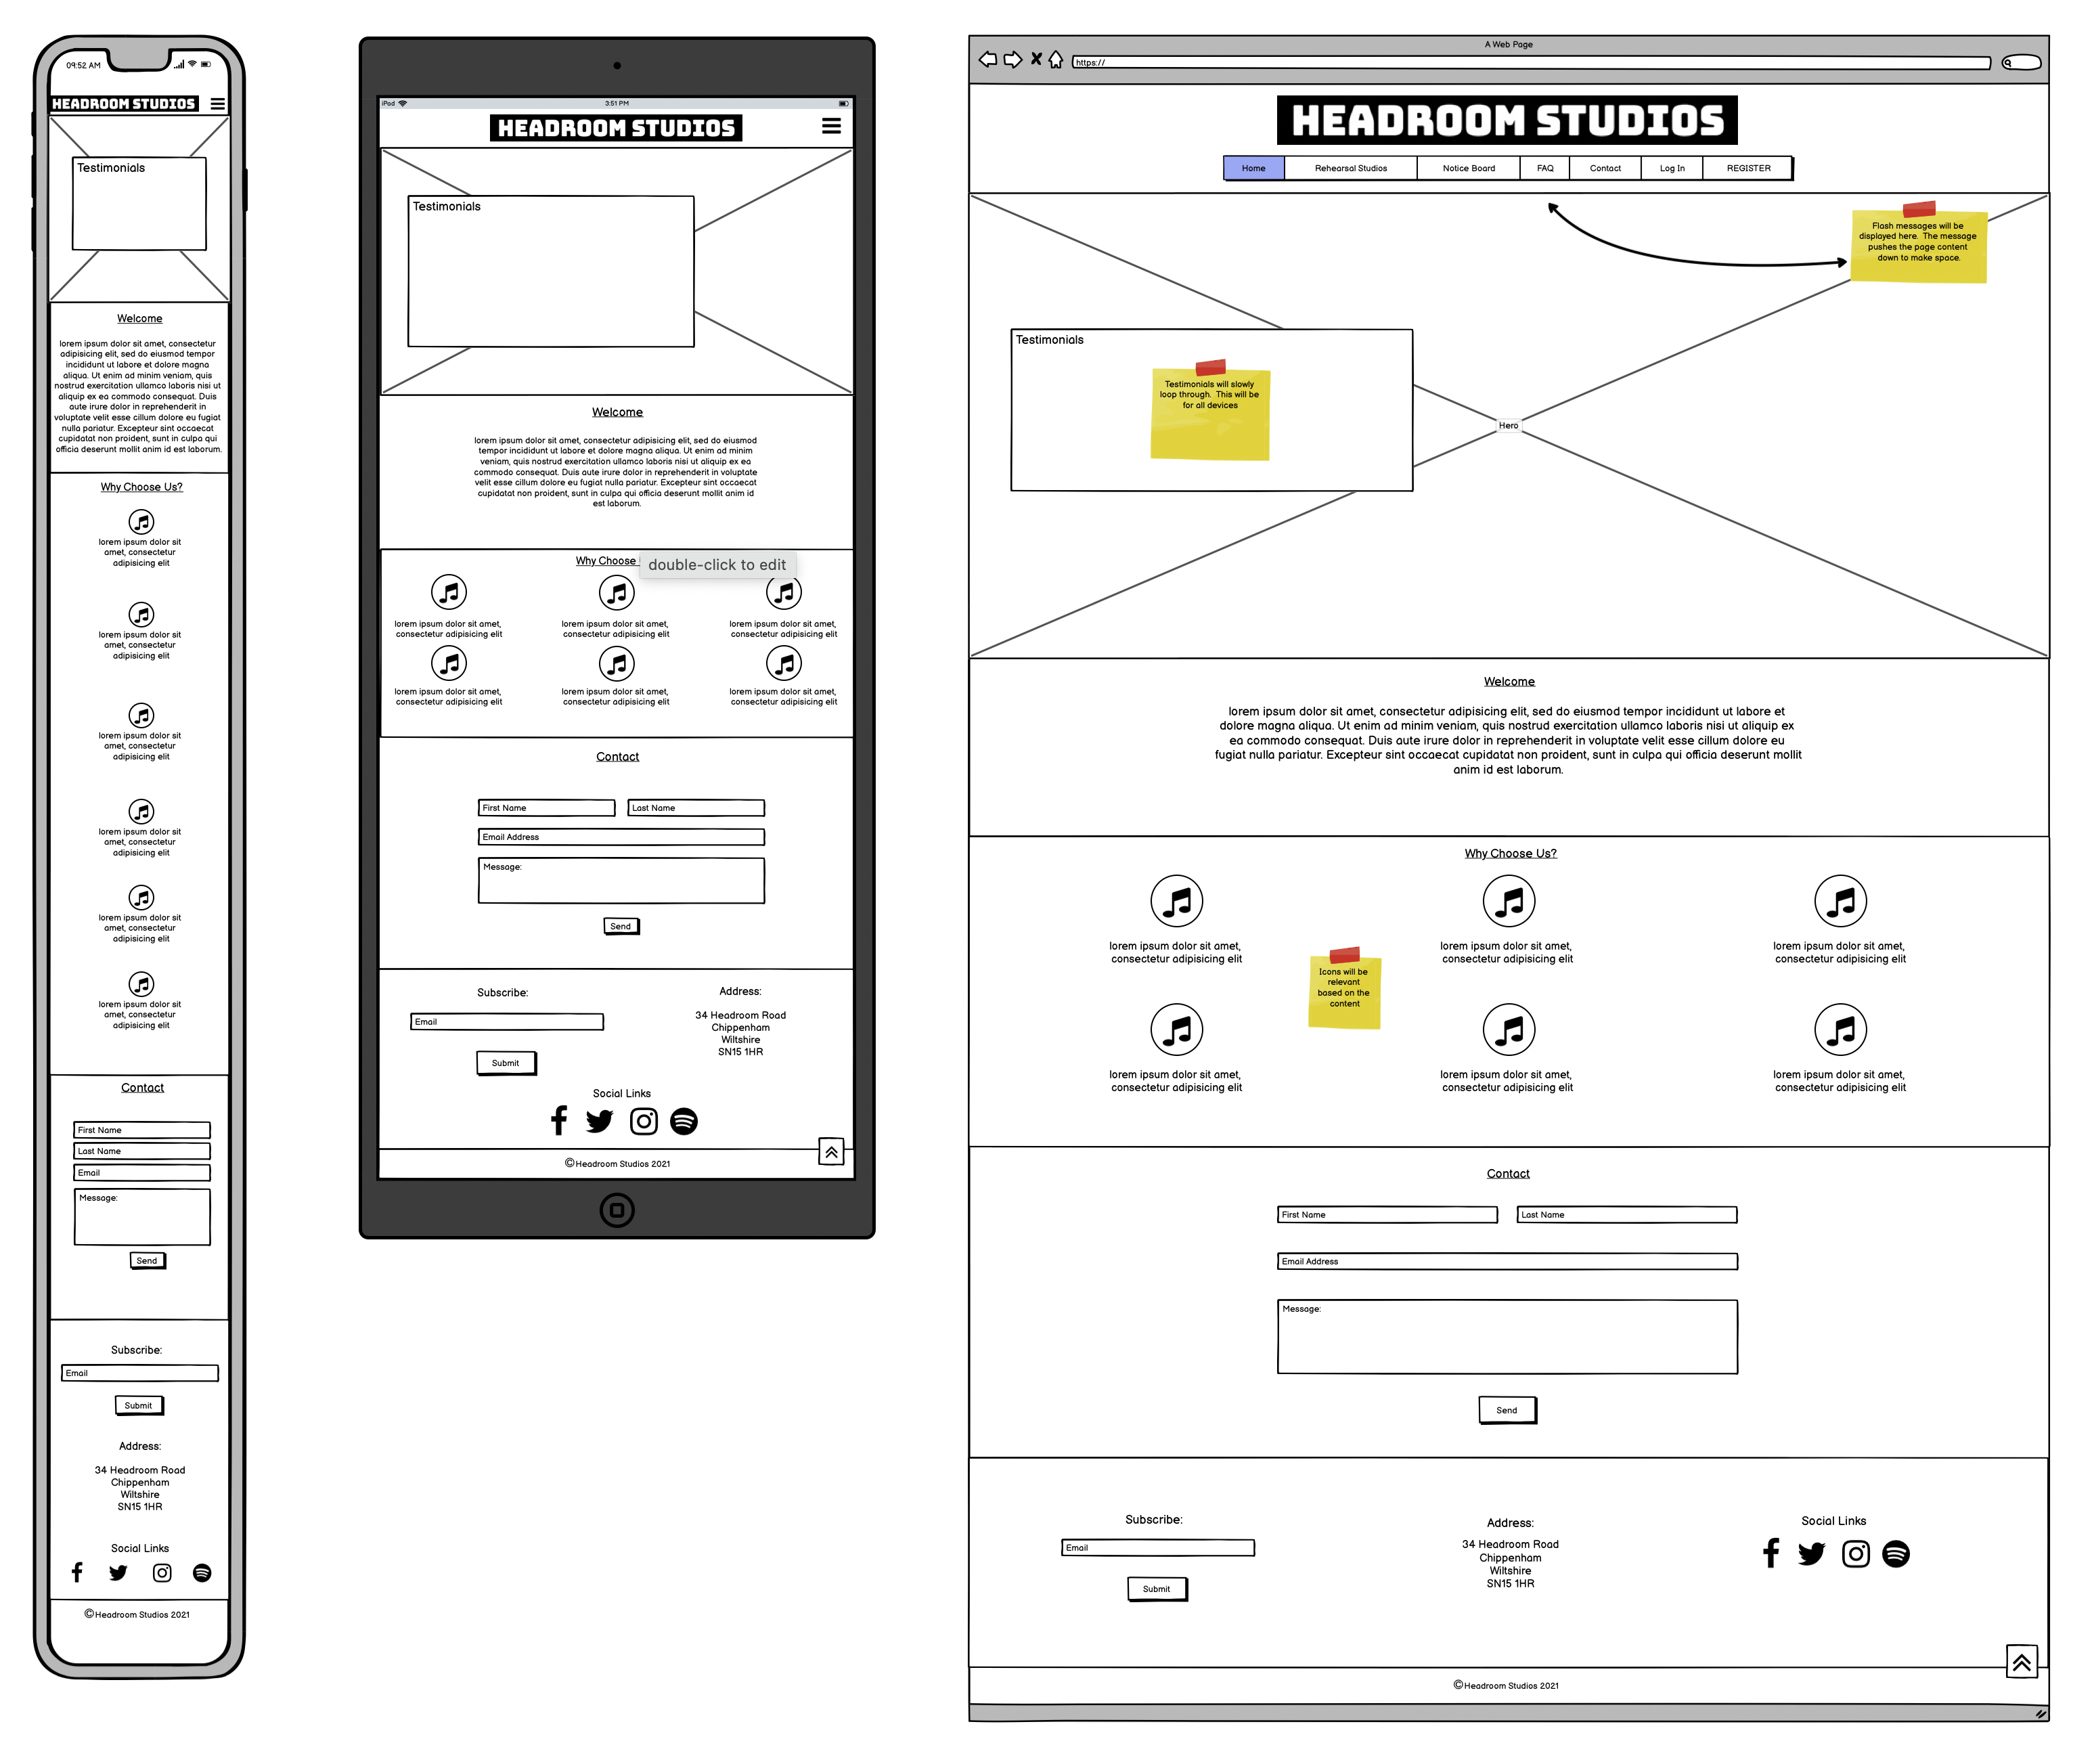 09:52 AM
HEADROOM STUDIOS
Testimonials
Welcome
lorem ipsum dolor sit amet, consectetur
adipisicing elit, sed do eiusmod tempor
incididunt ut labore et dolore magna
aliqua. Ut enim ad minim veniam, quis
nostrud exercitation ullamco laboris nisi ut
aliquip ex ea commodo consequat. Duis
aute irure dolor in reprehenderit in
voluptate velit esse cillum dolore eu fugiat
nulla pariatur. Excepteur sint occaecat
cupidatat non proident, sunt in culpa qui
officia deserunt mollit anim id est laborum.
Why Choose Us?
lorem ipsum dolor sit
amet, consectetur
adipisicing elit
lorem ipsum dolor sit
amet, consectetur
adipisicing elit
lorem ipsum dolor sit
amet, consectetur
adipisicing elit
lorem ipsum dolor sit
amet, consectetur
adipisicing elit
lorem ipsum dolor sit
amet, consectetur
adipisicing elit
lorem ipsum dolor sit
amet, consectetur
adipisicing elit
Contact
First Name
Last Name
Email
Message:
Send
Subscribe:
Email
Submit
Address:
34 Headroom Road
Chippenham
Wiltshire
SN15 1HR
Social Links
©Headroom Studios 2021
iPad 3:51 PM
HEADROOM STUDIOS
Testimonials
Welcome
lorem ipsum dolor sit amet, consectetur adipisicing elit, sed do eiusmod
tempor incididunt ut labore et dolore magna aliqua. Ut enim ad minim
veniam, quis nostrud exercitation ullamco laboris nisi ut aliquip ex ea
commodo consequat. Duis aute irure dolor in reprehenderit in voluptate
velit esse cillum dolore eu fugiat nulla pariatur. Excepteur sint occaecat
cupidatat non proident, sunt in culpa qui officia deserunt mollit anim id
est laborum.
Why Choose
double-click to edit
lorem ipsum dolor sit amet,
consectetur adipisicing elit
lorem ipsum dolor sit amet,
consectetur adipisicing elit
lorem ipsum dolor sit amet,
consectetur adipisicing elit
lorem ipsum dolor sit amet,
consectetur adipisicing elit
lorem ipsum dolor sit amet,
consectetur adipisicing elit
lorem ipsum dolor sit amet,
consectetur adipisicing elit
Contact
First Name
Last Name
Email Address
Message:
Send
Subscribe:
Email
Submit
Address:
34 Headroom Road
Chippenham
Wiltshire
SN15 1HR
Social Links
©Headroom Studios 2021
A Web Page
https://
HEADROOM STUDIOS
Home Rehearsal Studios Notice Board FAQ Contact Log In REGISTER
Flash messages will be
displayed here. The message
pushes the page content
down to make space.
Testimonials
Testimonials will slowly
loop through. This will be
for all devices
Hero
Welcome
lorem ipsum dolor sit amet, consectetur adipisicing elit, sed do eiusmod tempor incididunt ut labore et
dolore magna aliqua. Ut enim ad minim veniam, quis nostrud exercitation ullamco laboris nisi ut aliquip ex
ea commodo consequat. Duis aute irure dolor in reprehenderit in voluptate velit esse cillum dolore eu
fugiat nulla pariatur. Excepteur sint occaecat cupidatat non proident, sunt in culpa qui officia deserunt mollit
anim id est laborum.
Why Choose Us?
lorem ipsum dolor sit amet,
consectetur adipisicing elit
lorem ipsum dolor sit amet,
consectetur adipisicing elit
lorem ipsum dolor sit amet,
consectetur adipisicing elit
Icons will be
relevant
based on the
content
lorem ipsum dolor sit amet,
consectetur adipisicing elit
lorem ipsum dolor sit amet,
consectetur adipisicing elit
lorem ipsum dolor sit amet,
consectetur adipisicing elit
Contact
First Name
Last Name
Email Address
Message:
Send
Subscribe:
Email
Submit
Address:
34 Headroom Road
Chippenham
Wiltshire
SN15 1HR
Social Links
©Headroom Studios 2021